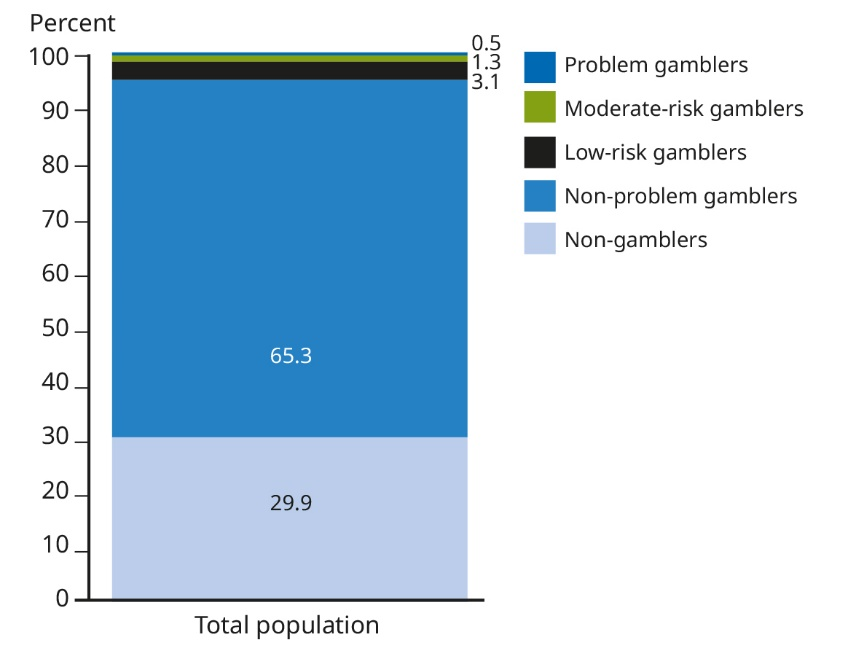 Percent
100
90
80
70
60
50
40
30
20
10
0
0.5
1.3
3.1
65.3
29.9
Total population
Problem gamblers
Moderate-risk gamblers
Low-risk gamblers
Non-problem gamblers
Non-gamblers